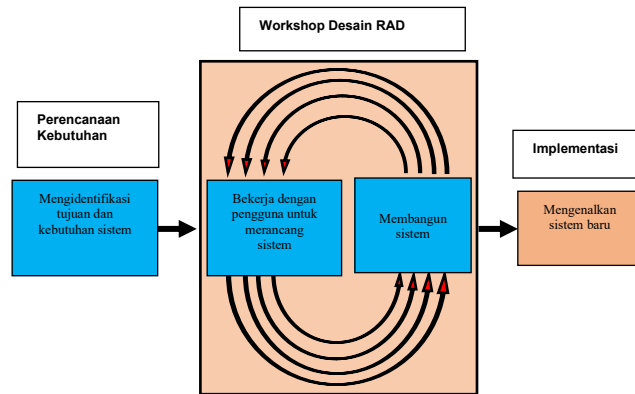 Workshop Desain RAD
Perencanaan
Kebutuhan
Mengidentifikasi
tujuan dan
kebutuhan sistem
Bekerja dengan
pengguna untuk
merancang
sistem
Membangun
sistem
Implementasi
Mengenalkan
sistem baru